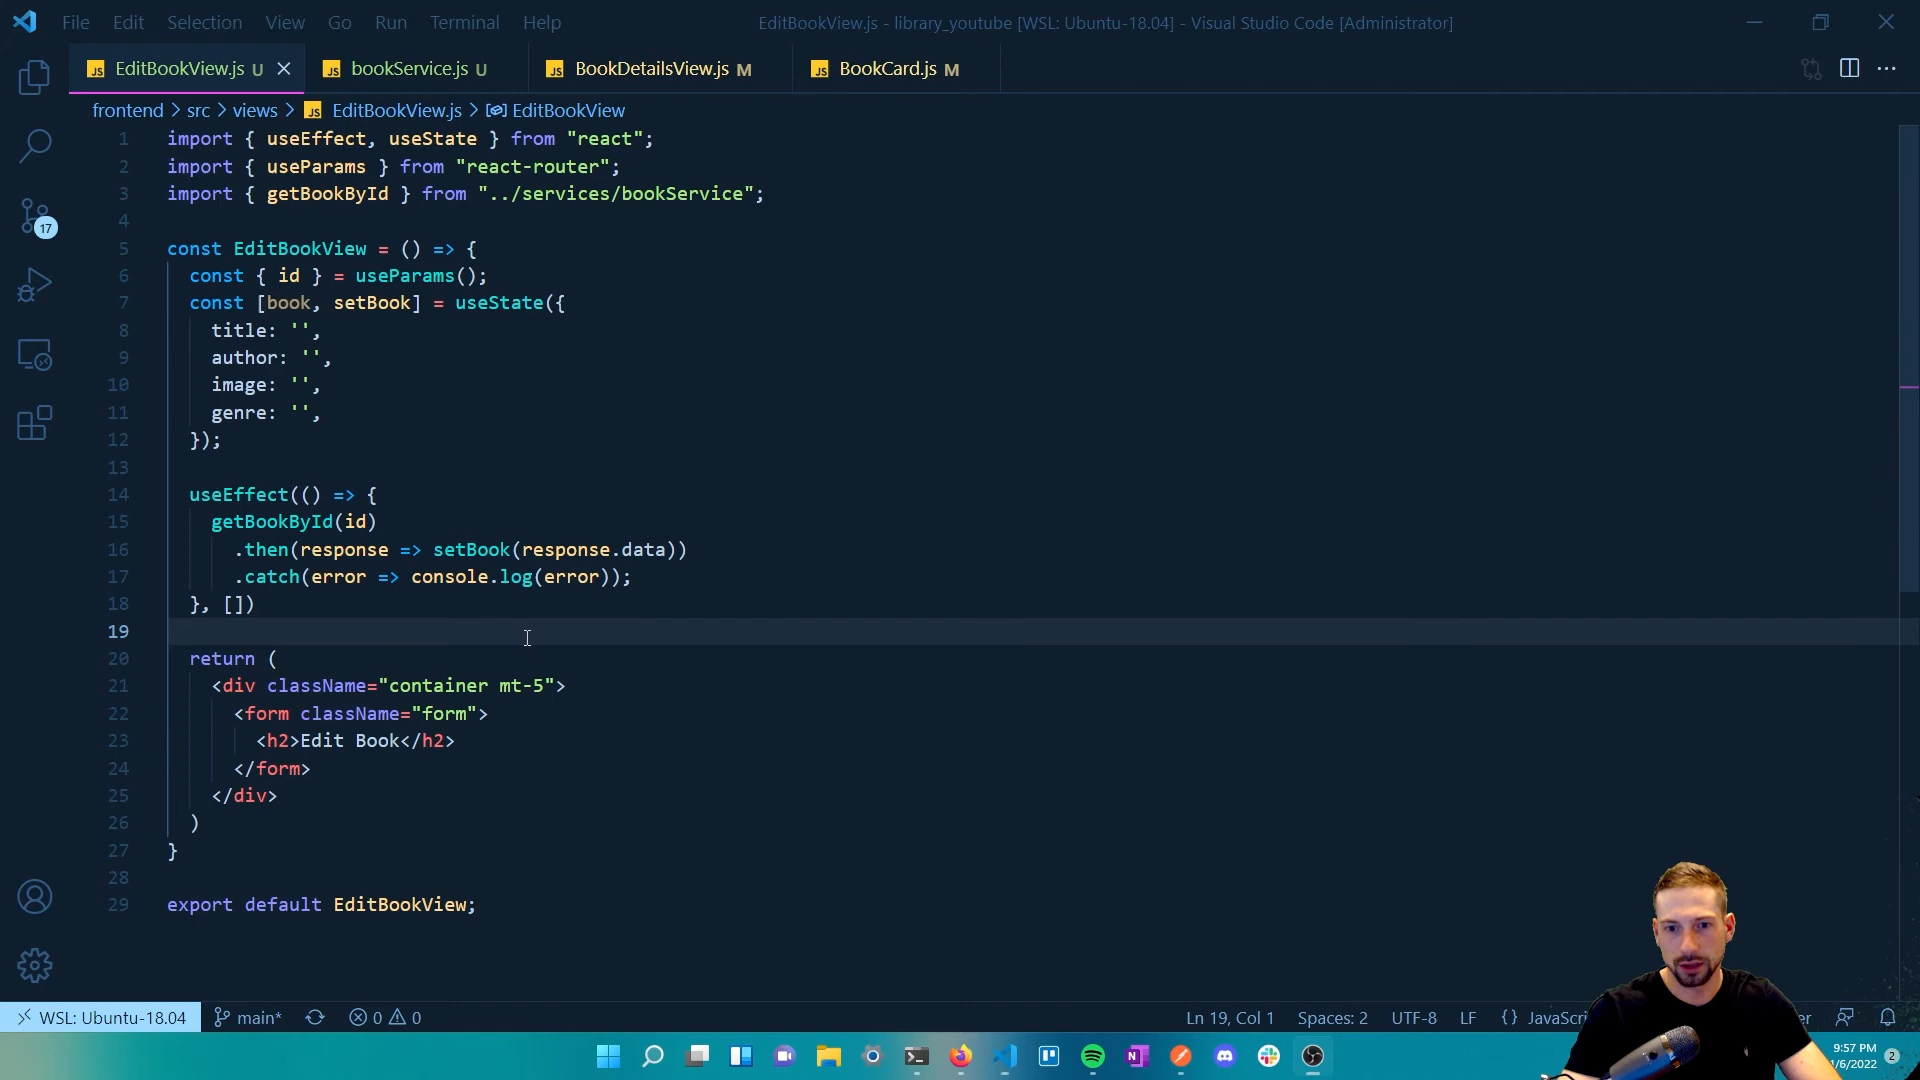 File Edit Selection View Go Run Terminal Help EditBookView.js - library_youtube [WSL: Ubuntu-18.04] - Visual Studio Code [Administrator]
JS EditBookView.js U JS bookService.js U JS BookDetailsView.js M JS BookCard.js M
frontend > src > views > JS EditBookView.js > EditBookView
1 import { useEffect, useState } from "react";
2 import { useParams } from "react-router";
3 import { getBookById } from "../services/bookService";
4
5 const EditBookView = () => {
6 const { id } = useParams();
7 const [book, setBook] = useState({
8 title: '',
9 author: '',
10 image: '',
11 genre: '',
12 });
13
14 useEffect(() => {
15 getBookById(id)
16 .then(response => setBook(response.data))
17 .catch(error => console.log(error));
18 }, [])
19
20 return (
21 <div className="container mt-5">
22 <form className="form">
23 <h2>Edit Book</h2>
24 </form>
25 </div>
26 )
27 }
28
29 export default EditBookView;
17
WSL: Ubuntu-18.04 main* 0 0 Ln 19, Col 1 Spaces: 2 UTF-8 LF {}
9:57 PM
2